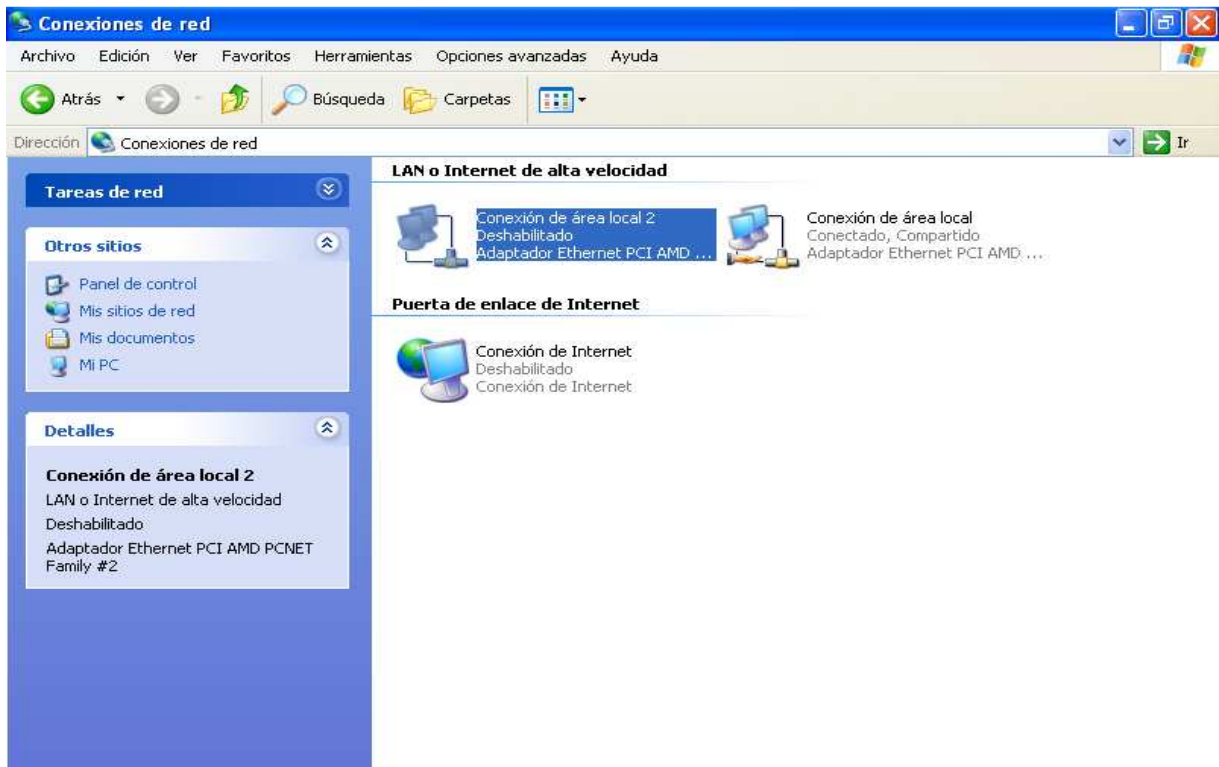 Conexiones de red
Archivo Edición Ver Favoritos Herramientas Opciones avanzadas Ayuda
Atrás Búsqueda Carpetas
Dirección Conexiones de red Ir
Tareas de red
Otros sitios
Panel de control
Mis sitios de red
Mis documentos
Mi PC
Detalles
Conexión de área local 2
LAN o Internet de alta velocidad
Deshabilitado
Adaptador Ethernet PCI AMD PCNET
Family #2
LAN o Internet de alta velocidad
Conexión de área local 2
Deshabilitado
Adaptador Ethernet PCI AMD ...
Conexión de área local
Conectado, Compartido
Adaptador Ethernet PCI AMD ...
Puerta de enlace de Internet
Conexión de Internet
Deshabilitado
Conexión de Internet